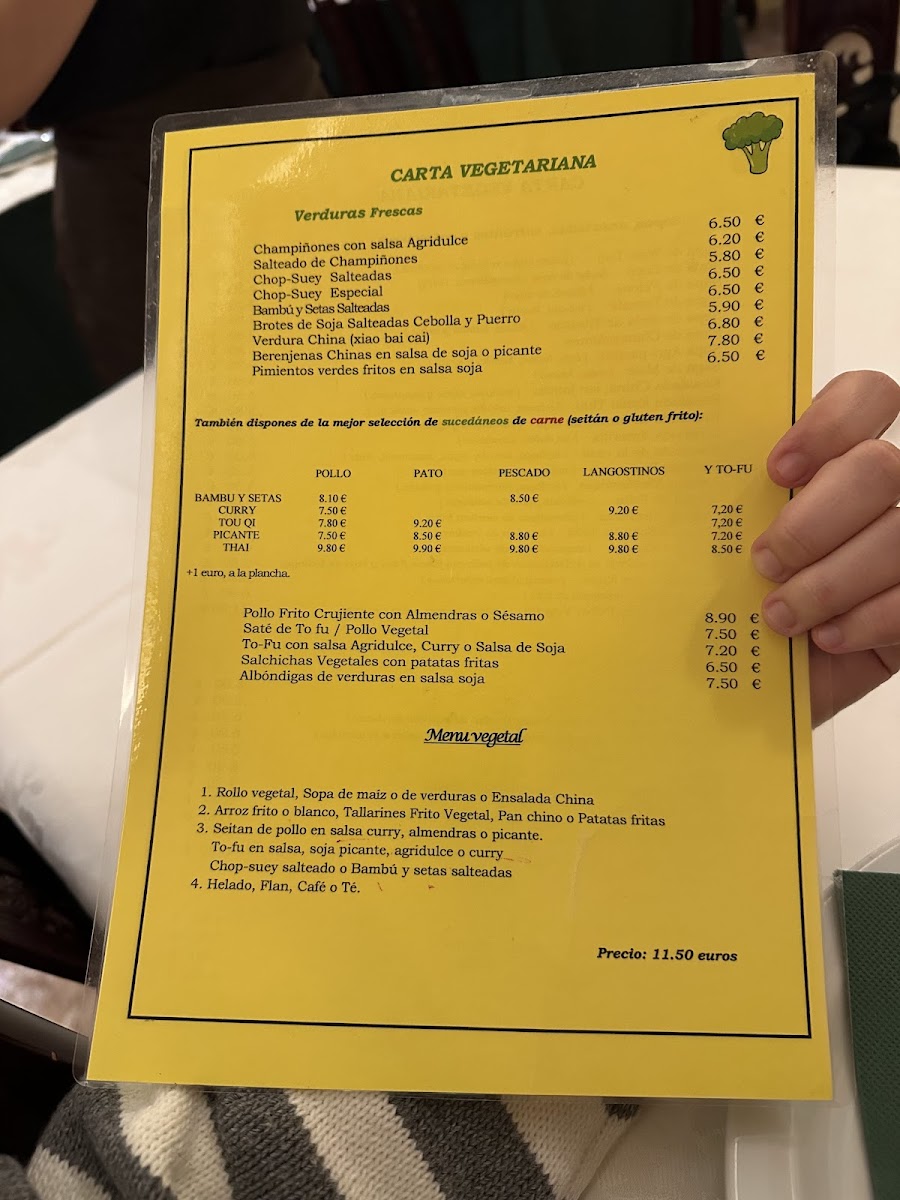 CARTA VEGETARIANA
Verduras Frescas
Champiñones con salsa Agridulce 6.50 €
Salteado de Champiñones 6.20 €
Chop-Suey Salteadas 5.80 €
Chop-Suey Especial 6.50 €
Bambú y Setas Salteadas 6.50 €
Brotes de Soja Salteadas Cebolla y Puerro 5.90 €
Verdura China (xiao bai cai) 6.80 €
Berenjenas Chinas en salsa de soja o picante 7.80 €
Pimientos verdes fritos en salsa soja 6.50 €
También dispones de la mejor selección de sucedáneos de carne (seitán o gluten frito):
POLLO PATO PESCADO LANGOSTINOS Y TO-FU
BAMBU Y SETAS 8.10 € 8.50 €
CURRY 7.50 € 9.20 € 7,20 €
TOU QI 7.80 € 9.20 € 7,20 €
PICANTE 7.50 € 8.50 € 8.80 € 8.80 € 7.20 €
THAI 9.80 € 9.90 € 9.80 € 9.80 € 8.50 €
+1 euro, a la plancha.
Pollo Frito Crujiente con Almendras o Sésamo 8.90 €
Saté de To fu / Pollo Vegetal 7.50 €
To-Fu con salsa Agridulce, Curry o Salsa de Soja 7.20 €
Salchichas Vegetales con patatas fritas 6.50 €
Albóndigas de verduras en salsa soja 7.50 €
Menu vegetal
1. Rollo vegetal, Sopa de maíz o de verduras o Ensalada China
2. Arroz frito o blanco, Tallarines Frito Vegetal, Pan chino o Patatas fritas
3. Seitan de pollo en salsa curry, almendras o picante.
To-fu en salsa, soja picante, agridulce o curry
Chop-suey salteado o Bambú y setas salteadas
4. Helado, Flan, Café o Té.
Precio: 11.50 euros